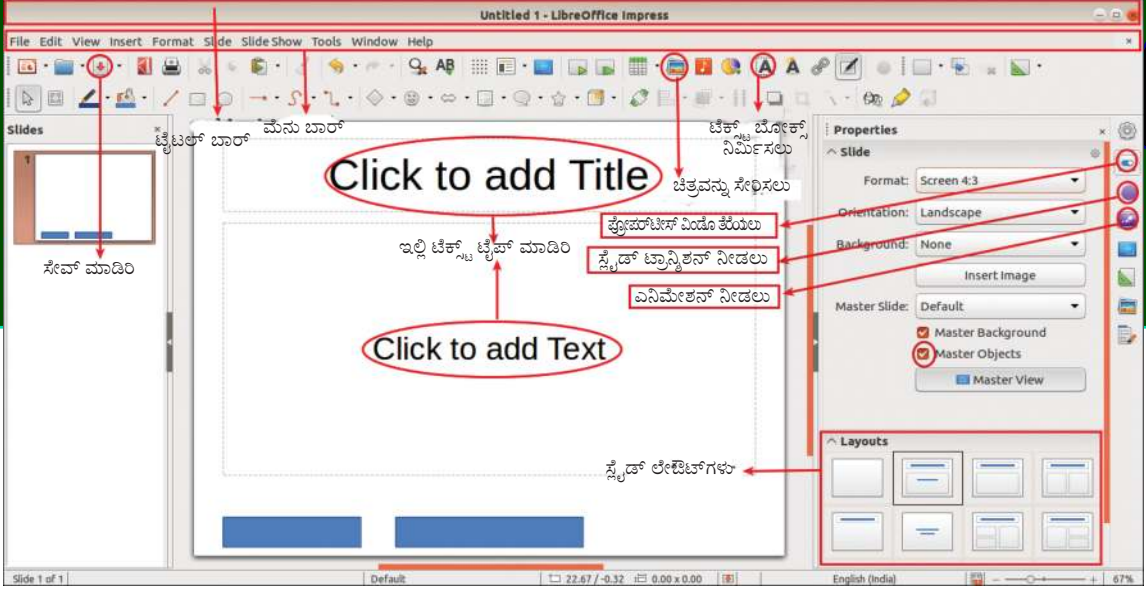 Untitled 1 - LibreOffice Impress
File Edit View Insert Format Slide Slide Show Tools Window Help
Slides
1
ಟೈಟಲ್ ಬಾರ್
ಮೆನು ಬಾರ್
ಸೇವ್ ಮಾಡಿರಿ
Click to add Title
ಇಲ್ಲಿ ಟೆಕ್ಸ್ಟ್ ಟೈಪ್ ಮಾಡಿರಿ
Click to add Text
ಟೆಕ್ಸ್ಟ್ ಬೋಕ್ಸ್
ನಿರ್ಮಿಸಲು
ಚಿತ್ರವನ್ನು ಸೇರಿಸಲು
ಪ್ರೋಪರ್ಟೀಸ್ ವಿಂಡೊ ತೆರೆಯಲು
ಸ್ಲೈಡ್ ಟ್ರಾನ್ಸಿಶನ್ ನೀಡಲು
ಎನಿಮೇಶನ್ ನೀಡಲು
ಸ್ಲೈಡ್ ಲೇಔಟ್‌ಗಳು
Properties
Slide
Format: Screen 4:3
Orientation: Landscape
Background: None
Insert Image
Master Slide: Default
Master Background
Master Objects
Master View
Layouts
Slide 1 of 1 Default 22.67 / -0.32 0.00 x 0.00 English (India) 67%